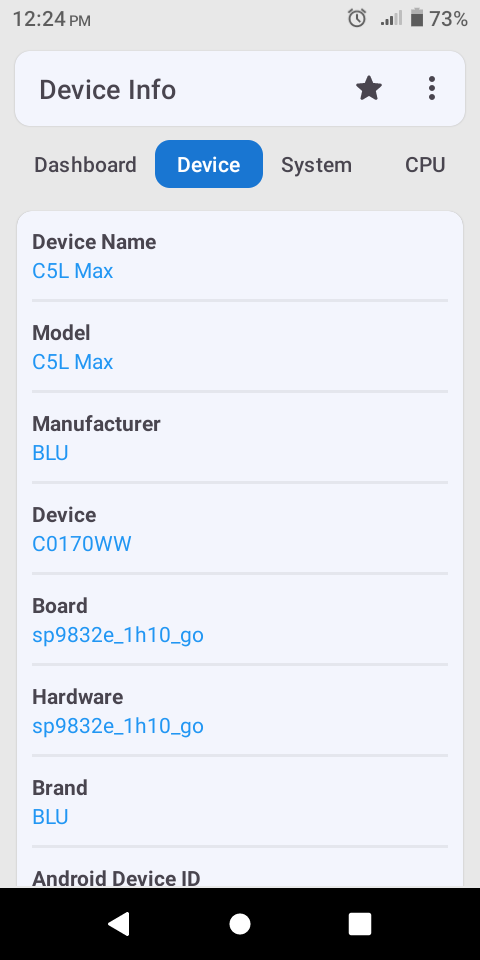 12:24 PM 73%
Device Info
Dashboard Device System CPU
Device Name
C5L Max
Model
C5L Max
Manufacturer
BLU
Device
C0170WW
Board
sp9832e_1h10_go
Hardware
sp9832e_1h10_go
Brand
BLU
Android Device ID